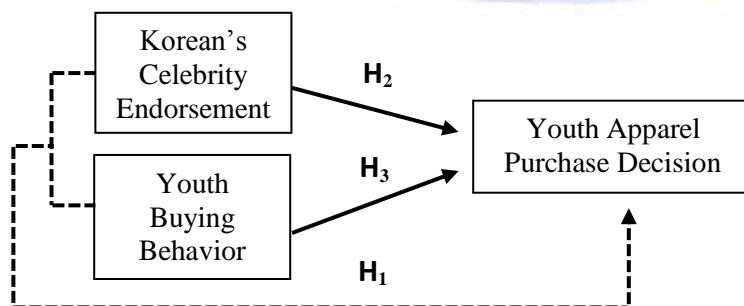 Korean's
Celebrity
Endorsement
H₂
Youth Apparel
Purchase Decision
Youth
Buying
Behavior
H₃
H₁